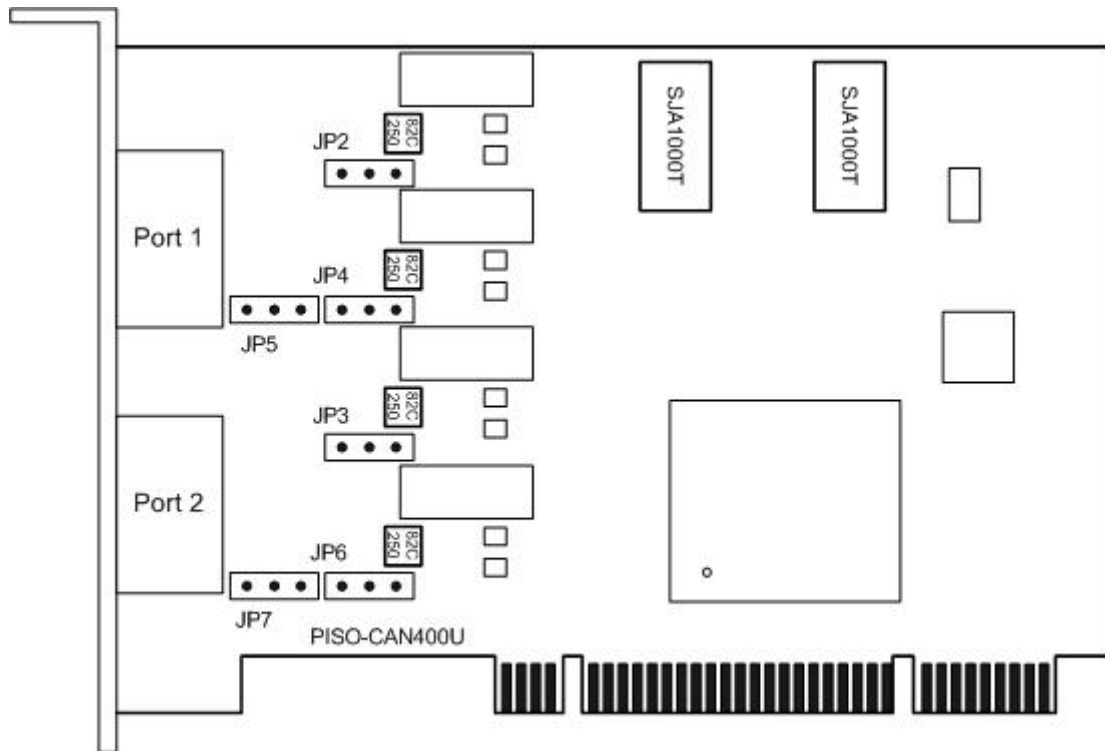 SJA1000T
SJA1000T
82C
250
JP2
Port 1
82C
250
JP4
JP5
82C
250
JP3
Port 2
82C
250
JP6
JP7
PISO-CAN400U